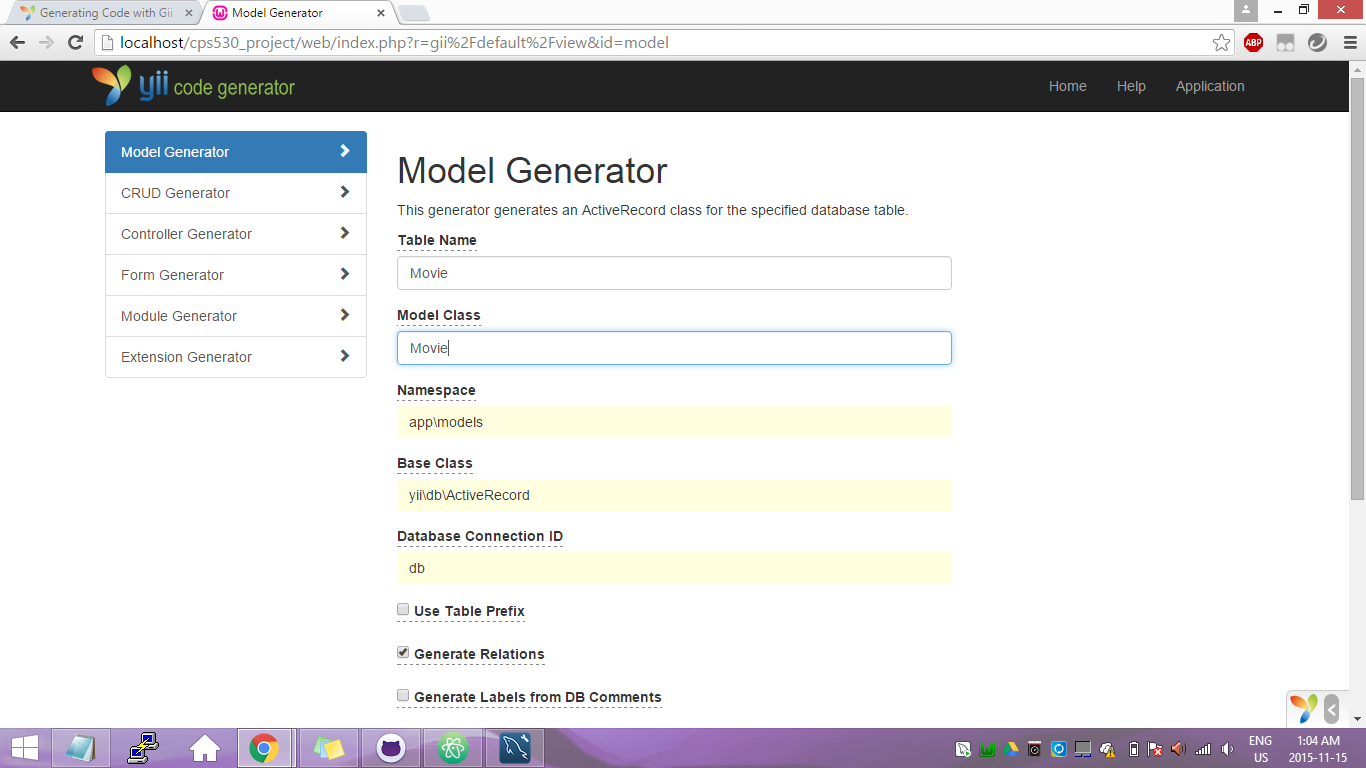 Generating Code with Gii
Model Generator
localhost/cps530_project/web/index.php?r=gii%2Fdefault%2Fview&id=model
ABP
yii code generator
Home
Help
Application
Model Generator
CRUD Generator
Controller Generator
Form Generator
Module Generator
Extension Generator
Model Generator
This generator generates an ActiveRecord class for the specified database table.
Table Name
Movie
Model Class
Movie
Namespace
app\models
Base Class
yii\db\ActiveRecord
Database Connection ID
db
Use Table Prefix
Generate Relations
Generate Labels from DB Comments
ENG
US
1:04 AM
2015-11-15